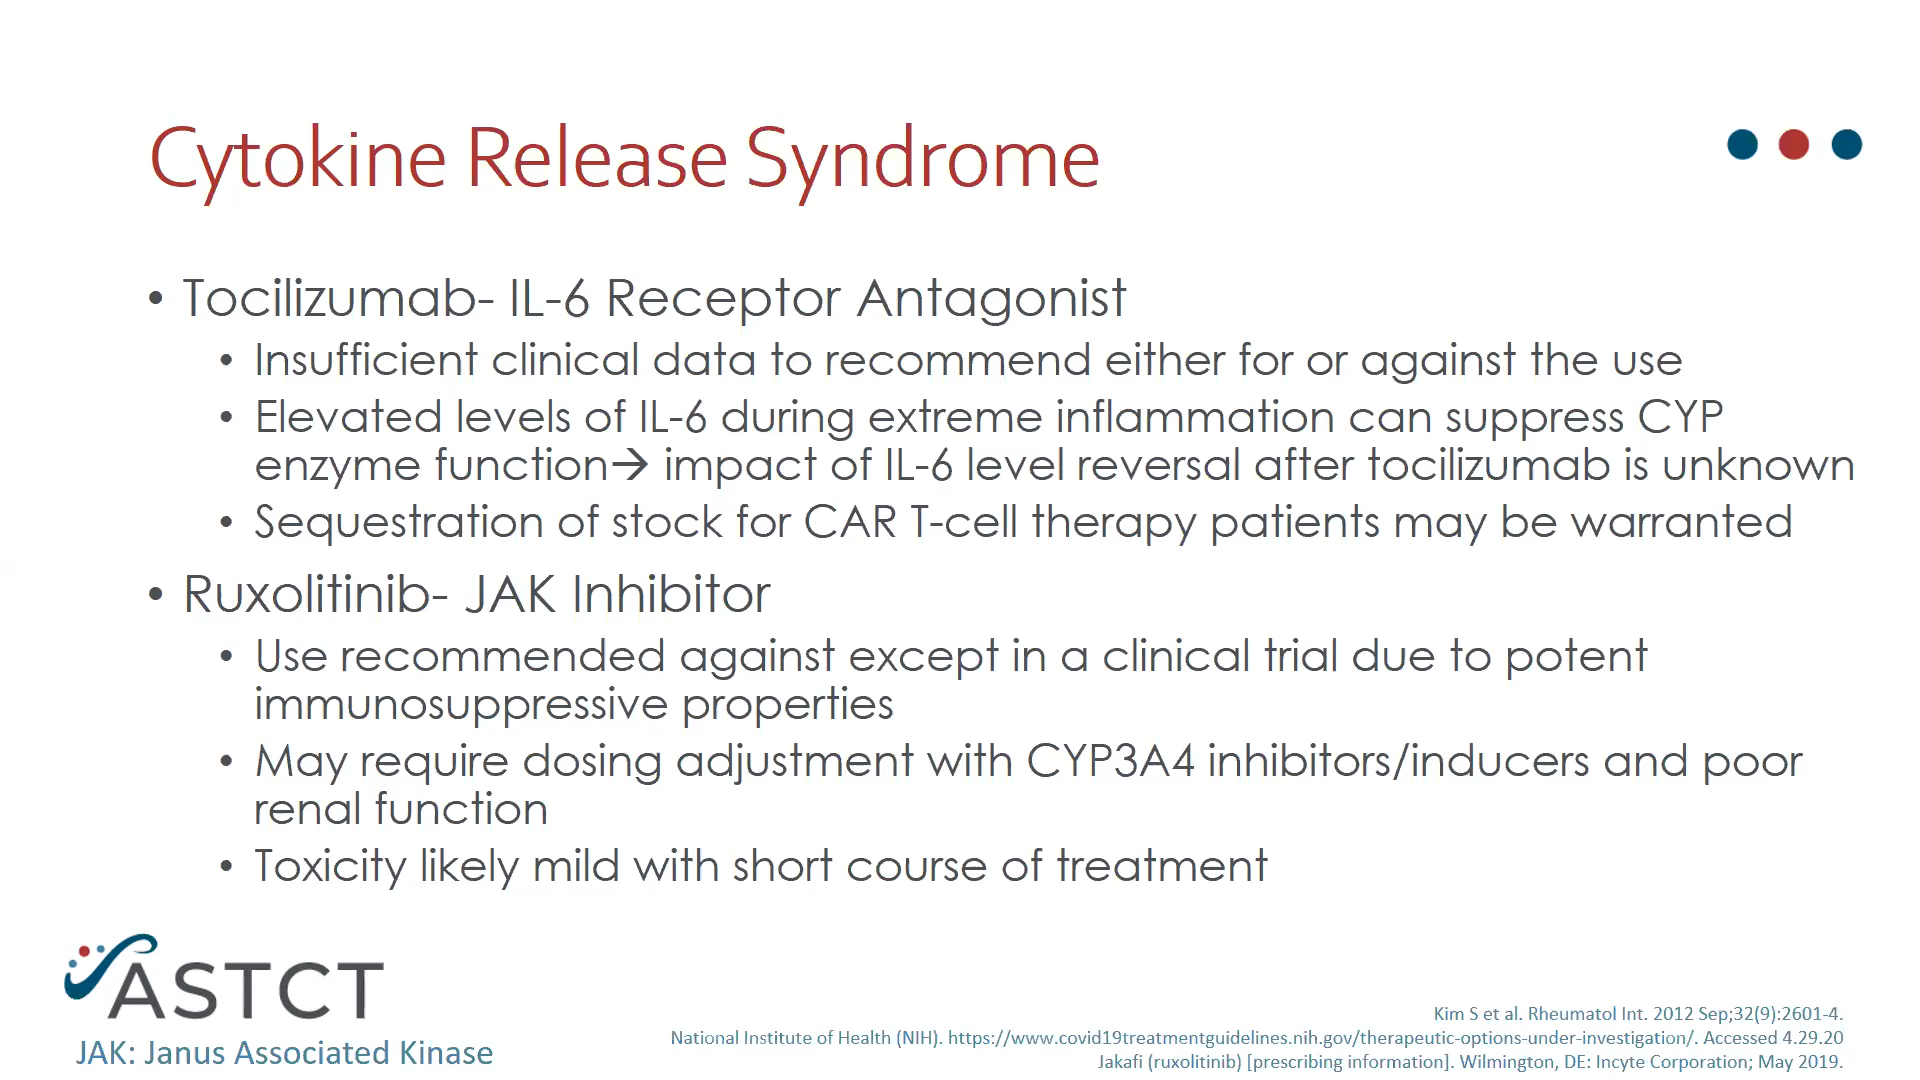 Cytokine Release Syndrome
• Tocilizumab- IL-6 Receptor Antagonist
• Insufficient clinical data to recommend either for or against the use
• Elevated levels of IL-6 during extreme inflammation can suppress CYP
enzyme function→ impact of IL-6 level reversal after tocilizumab is unknown
• Sequestration of stock for CAR T-cell therapy patients may be warranted
• Ruxolitinib- JAK Inhibitor
• Use recommended against except in a clinical trial due to potent
immunosuppressive properties
• May require dosing adjustment with CYP3A4 inhibitors/inducers and poor
renal function
• Toxicity likely mild with short course of treatment
ASTCT
JAK: Janus Associated Kinase
Kim S et al. Rheumatol Int. 2012 Sep;32(9):2601-4.
National Institute of Health (NIH). https://www.covid19treatmentguidelines.nih.gov/therapeutic-options-under-investigation/. Accessed 4.29.20
Jakafi (ruxolitinib) [prescribing information]. Wilmington, DE: Incyte Corporation; May 2019.